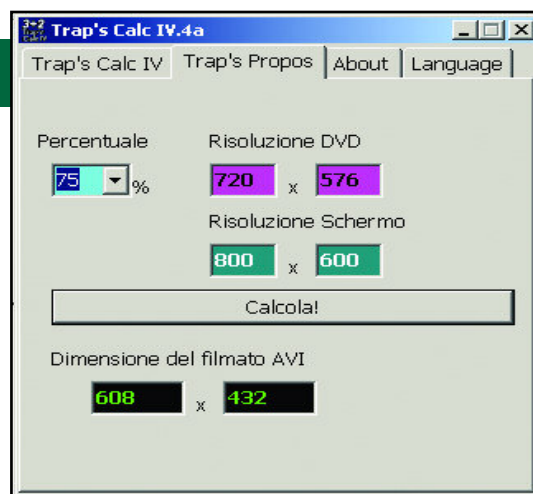 Trap's Calc IV.4a
Trap's Calc IV Trap's Propos About Language
Percentuale Risoluzione DVD
75 % 720 x 576
Risoluzione Schermo
800 x 600
Calcola!
Dimensione del filmato AVI
608 x 432